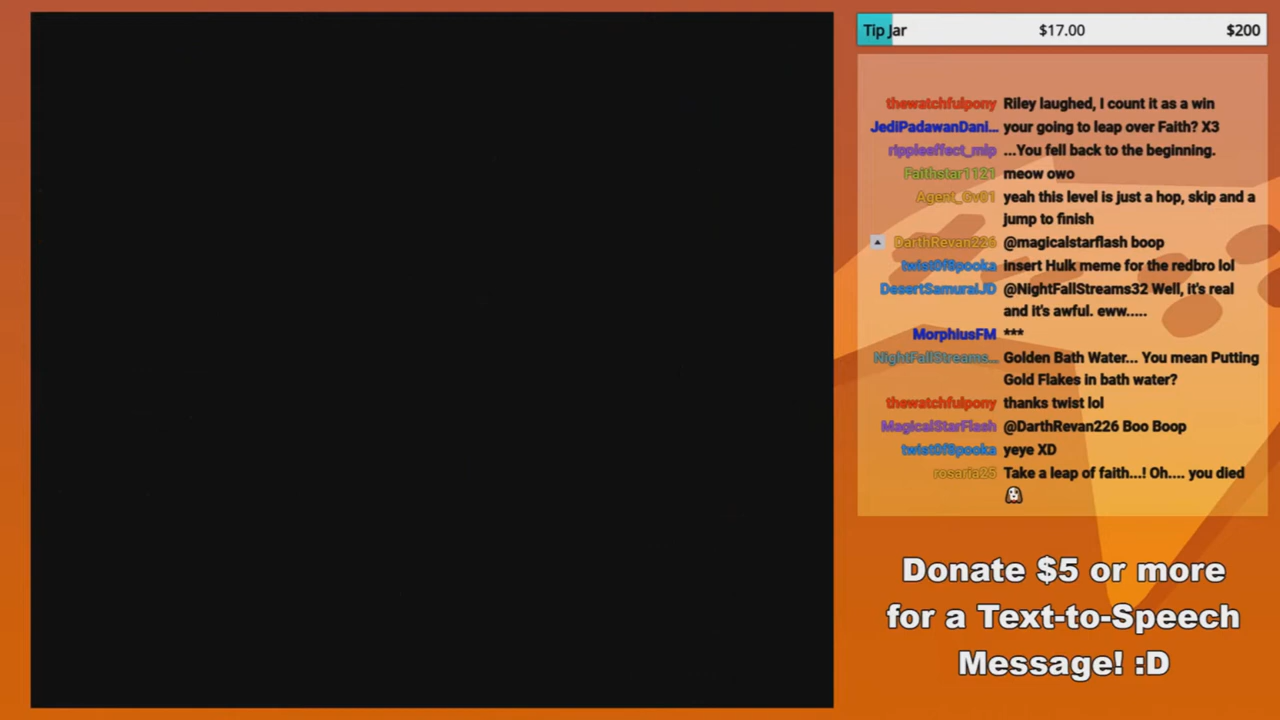 Tip Jar $17.00 $200
thewatchfulpony Riley laughed, I count it as a win
JediPadawanDani... your going to leap over Faith? X3
rippleeffect_mlp ...You fell back to the beginning.
Faithstar1121 meow owo
Agent_Gv01 yeah this level is just a hop, skip and a
jump to finish
DarthRevan226 @magicalstarflash boop
twist0f8pooka insert Hulk meme for the redbro lol
DesertSamuraiJD @NightFallStreams32 Well, it's real
and it's awful. eww.....
MorphiusFM ***
NightFallStreams... Golden Bath Water... You mean Putting
Gold Flakes in bath water?
thewatchfulpony thanks twist lol
MagicalStarFlash @DarthRevan226 Boo Boop
twist0f8pooka yeye XD
rosaria25 Take a leap of faith...! Oh.... you died
Donate $5 or more
for a Text-to-Speech
Message! :D